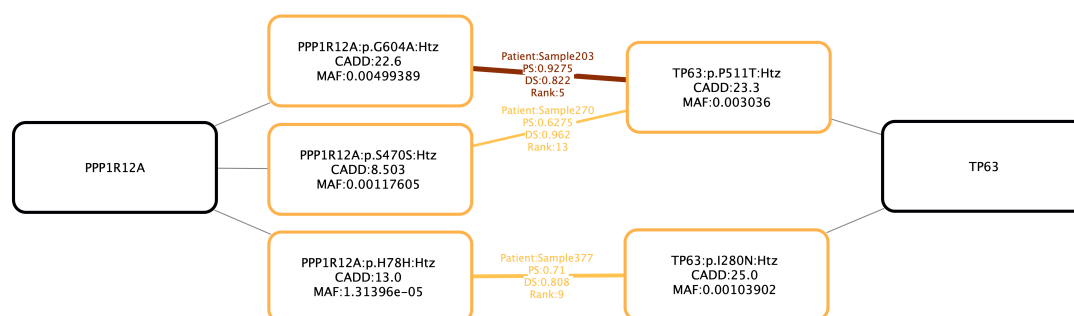 PPP1R12A
PPP1R12A:p.G604A:Htz
CADD:22.6
MAF:0.00499389
PPP1R12A:p.S470S:Htz
CADD:8.503
MAF:0.00117605
PPP1R12A:p.H78H:Htz
CADD:13.0
MAF:1.31396e-05
Patient:Sample203
PS:0.9275
DS:0.822
Rank:5
Patient:Sample270
PS:0.6275
DS:0.962
Rank:13
Patient:Sample377
PS:0.71
DS:0.808
Rank:9
TP63:p.P511T:Htz
CADD:23.3
MAF:0.003036
TP63:p.I280N:Htz
CADD:25.0
MAF:0.00103902
TP63